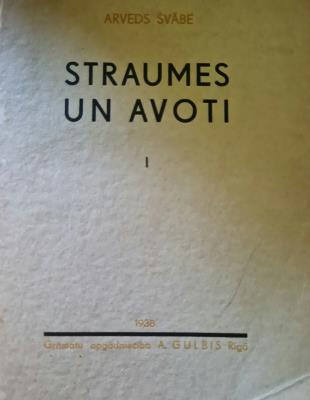 ARVEDS ŠVĀBE
STRAUMES
UN AVOTI
I
1938
Grāmatu apgādniecība A. GULBIS Rīgā